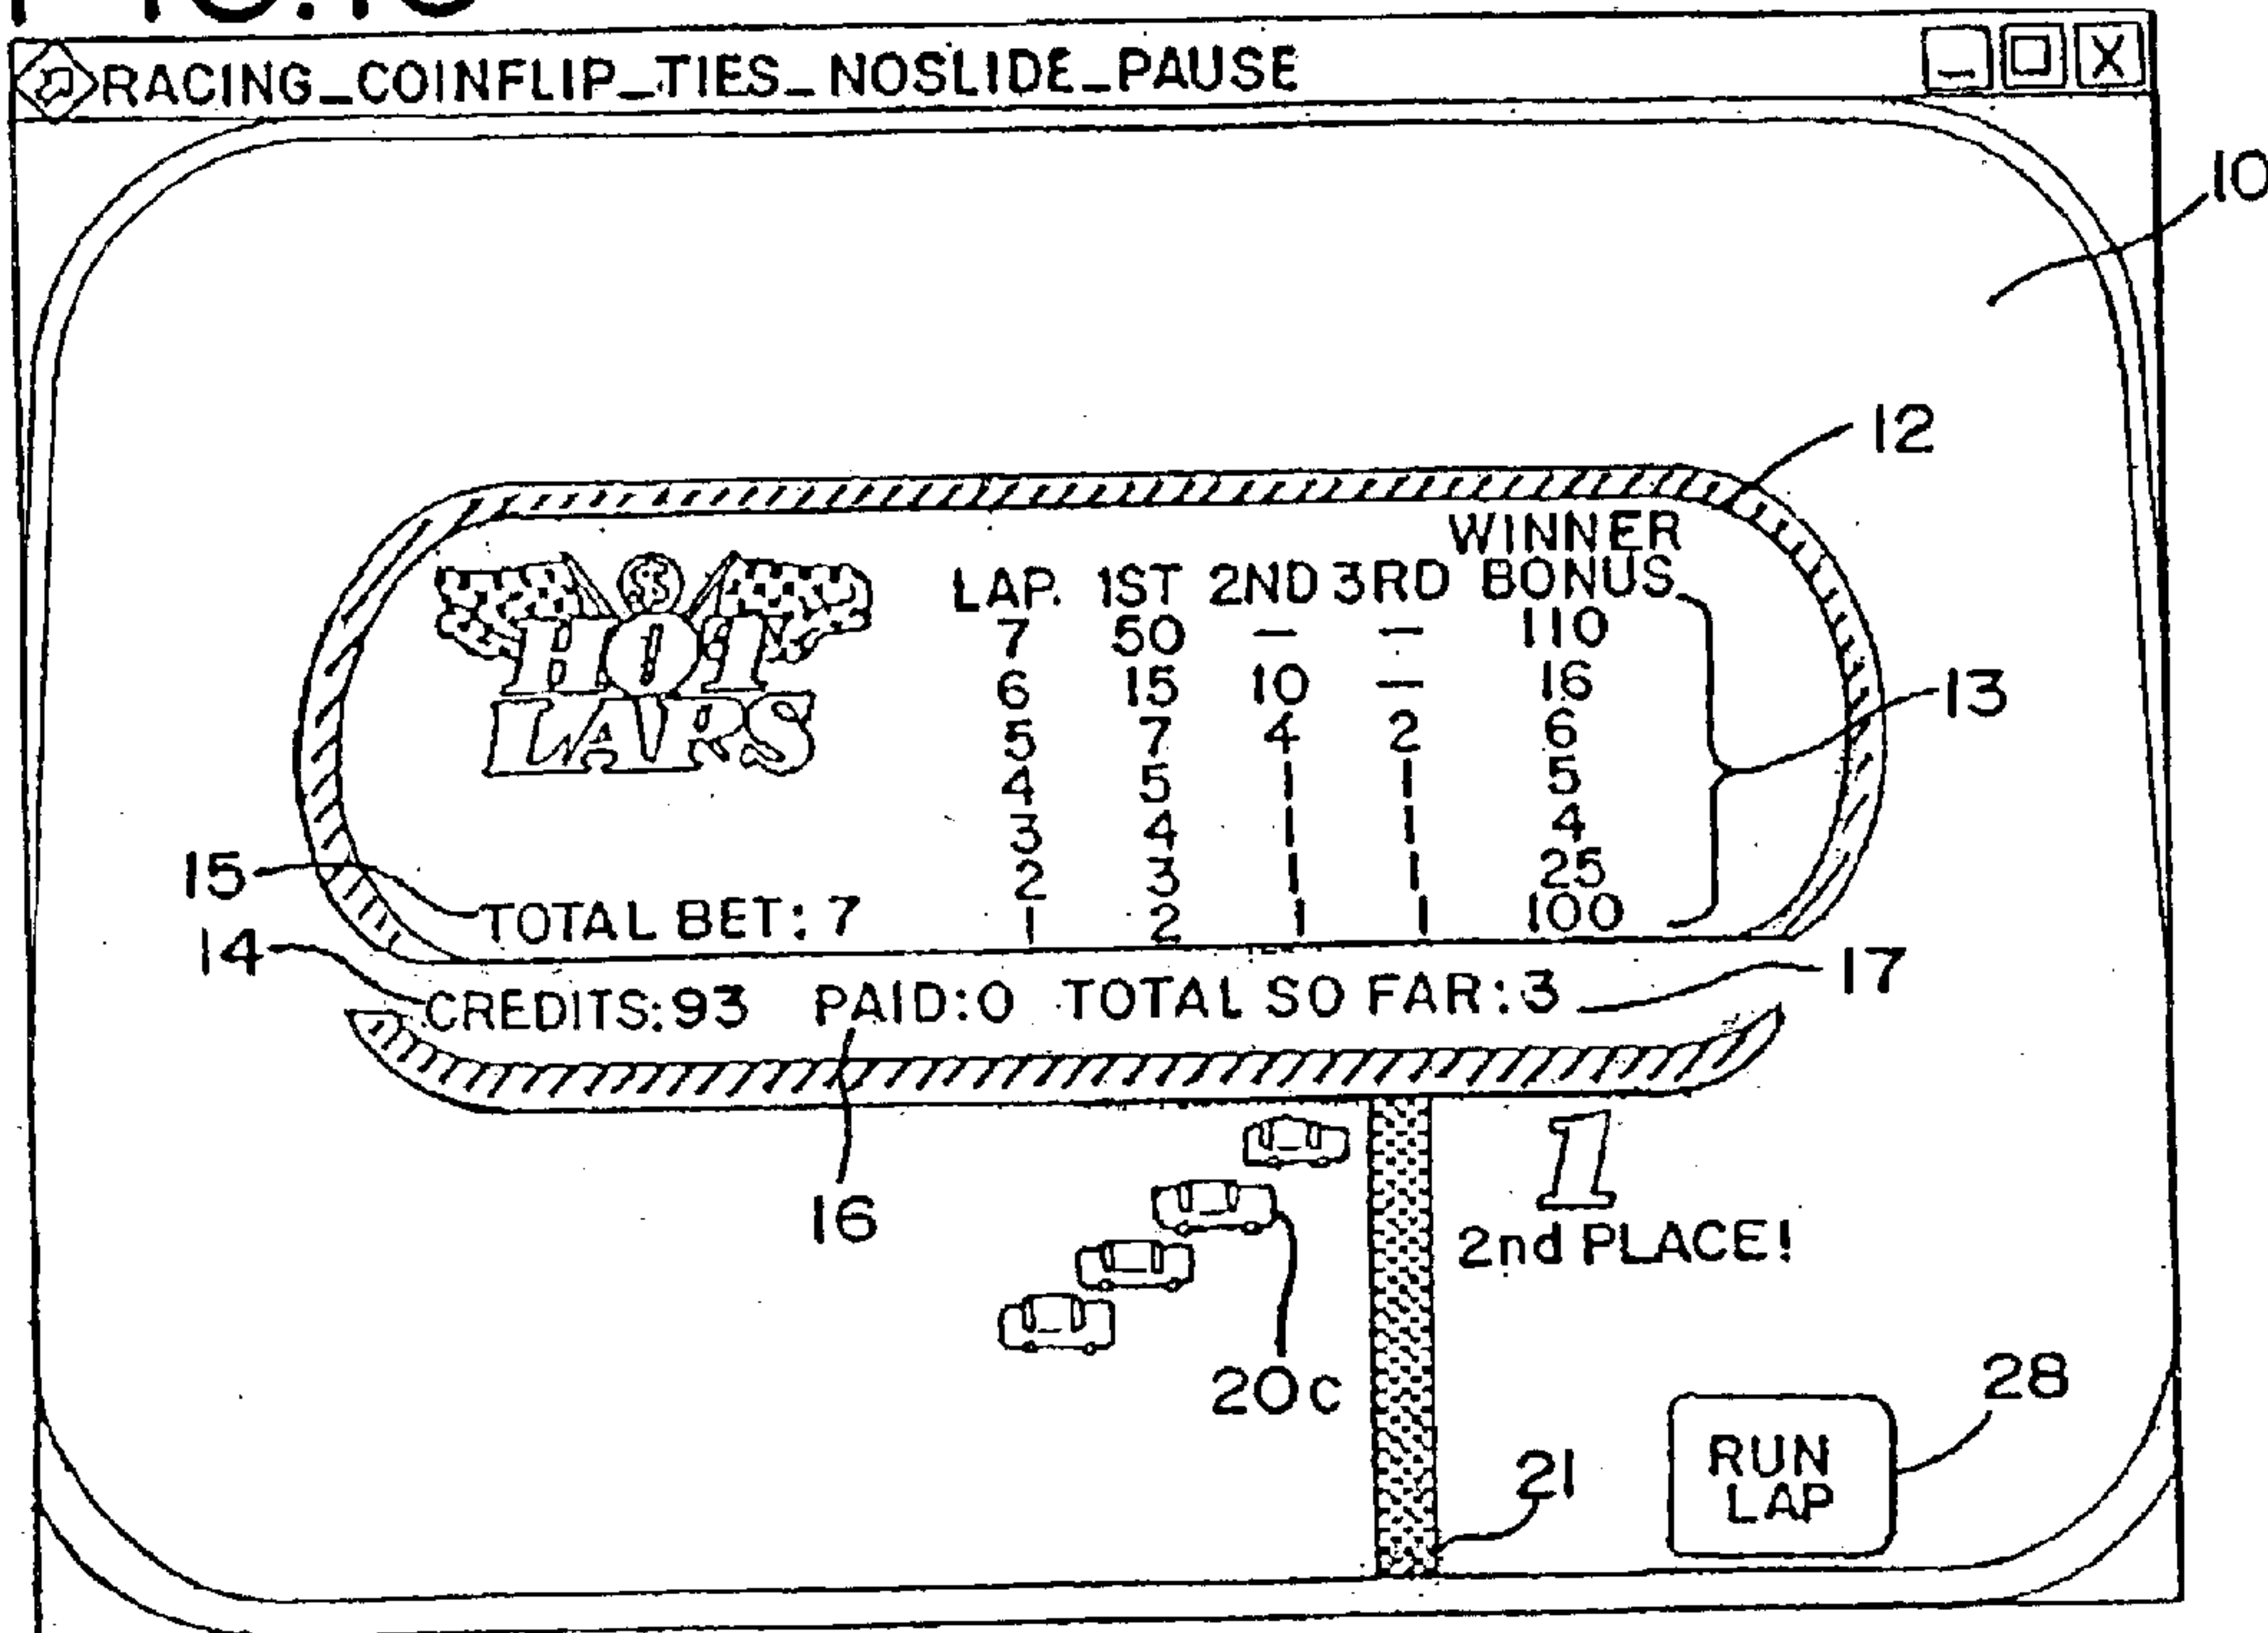 RACING_COINFLIP_TIES_NOSLIDE_PAUSE
X
10
12
WINNER
LAP. 1ST 2ND 3RD BONUS
7 50 — — 110
6 15 10 — 16
5 7 4 2 6
4 5 1 1 5
3 4 1 1 4
2 3 1 1 25
1 2 1 1 100
$
HOT
LAPS
13
15
TOTAL BET: 7
14
CREDITS:93 PAID:0 TOTAL SO FAR:3
17
16
1
2nd PLACE!
20c
21
28
RUN
LAP